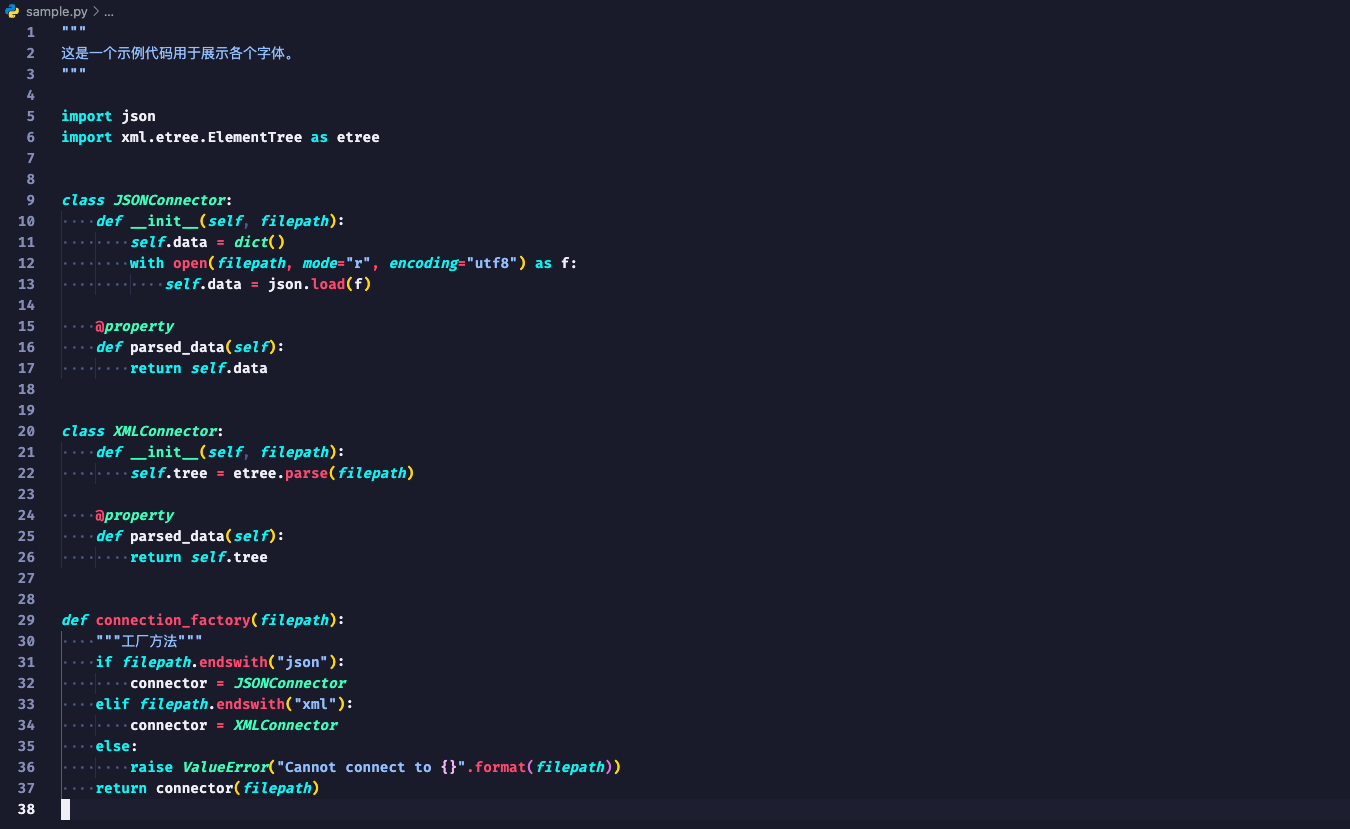 sample.py > ...
1 """
2 这是一个示例代码用于展示各个字体。
3 """
4
5 import json
6 import xml.etree.ElementTree as etree
7
8
9 class JSONConnector:
10 ····def __init__(self, filepath):
11 ········self.data = dict()
12 ········with open(filepath, mode="r", encoding="utf8") as f:
13 ············self.data = json.load(f)
14
15 ····@property
16 ····def parsed_data(self):
17 ········return self.data
18
19
20 class XMLConnector:
21 ····def __init__(self, filepath):
22 ········self.tree = etree.parse(filepath)
23
24 ····@property
25 ····def parsed_data(self):
26 ········return self.tree
27
28
29 def connection_factory(filepath):
30 ····"""工厂方法"""
31 ····if filepath.endswith("json"):
32 ········connector = JSONConnector
33 ····elif filepath.endswith("xml"):
34 ········connector = XMLConnector
35 ····else:
36 ········raise ValueError("Cannot connect to {}".format(filepath))
37 ····return connector(filepath)
38